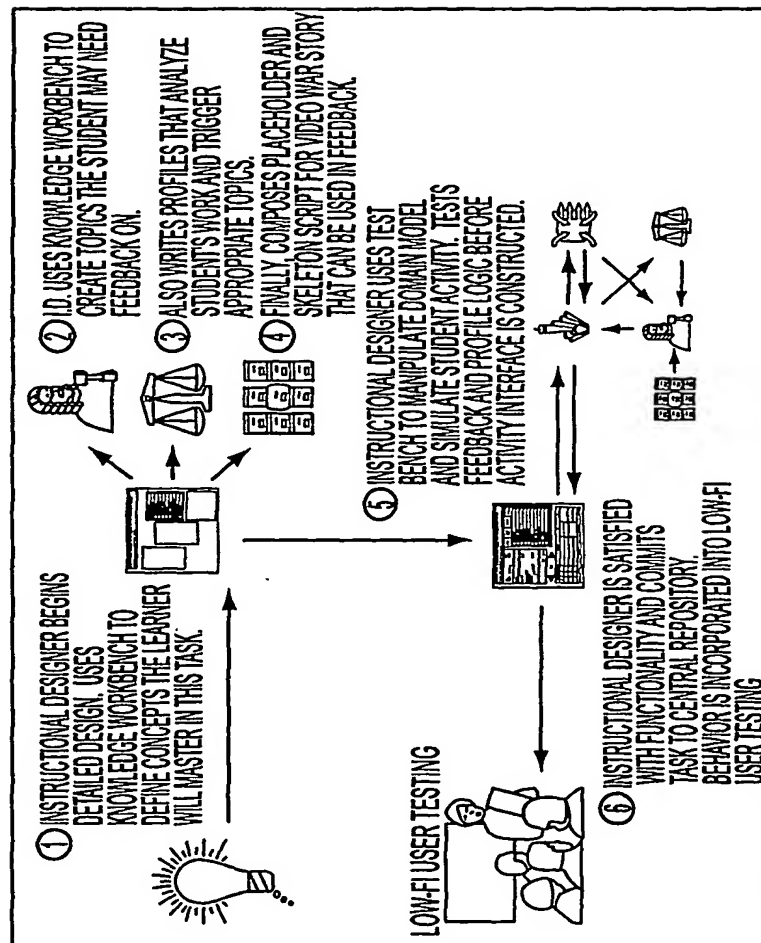 ① INSTRUCTIONAL DESIGNER BEGINS
DETAILED DESIGN. USES
KNOWLEDGE WORKBENCH TO
DEFINE CONCEPTS THE LEARNER
WILL MASTER IN THIS TASK.
② I.D. USES KNOWLEDGE WORKBENCH TO
CREATE TOPICS THE STUDENT MAY NEED
FEEDBACK ON.
③ ALSO WRITES PROFILES THAT ANALYZE
STUDENT'S WORK AND TRIGGER
APPROPRIATE TOPICS.
④ FINALLY, COMPOSES PLACEHOLDER AND
SKELETON SCRIPT FOR VIDEO WAR STORY
THAT CAN BE USED IN FEEDBACK.
⑤ INSTRUCTIONAL DESIGNER USES TEST
BENCH TO MANIPULATE DOMAIN MODEL
AND SIMULATE STUDENT ACTIVITY. TESTS
FEEDBACK AND PROFILE LOGIC BEFORE
ACTIVITY INTERFACE IS CONSTRUCTED.
LOW-FI USER TESTING
⑥ INSTRUCTIONAL DESIGNER IS SATISFIED
WITH FUNCTIONALITY AND COMMITS
TASK TO CENTRAL REPOSITORY.
BEHAVIOR IS INCORPORATED INTO LOW-FI
USER TESTING